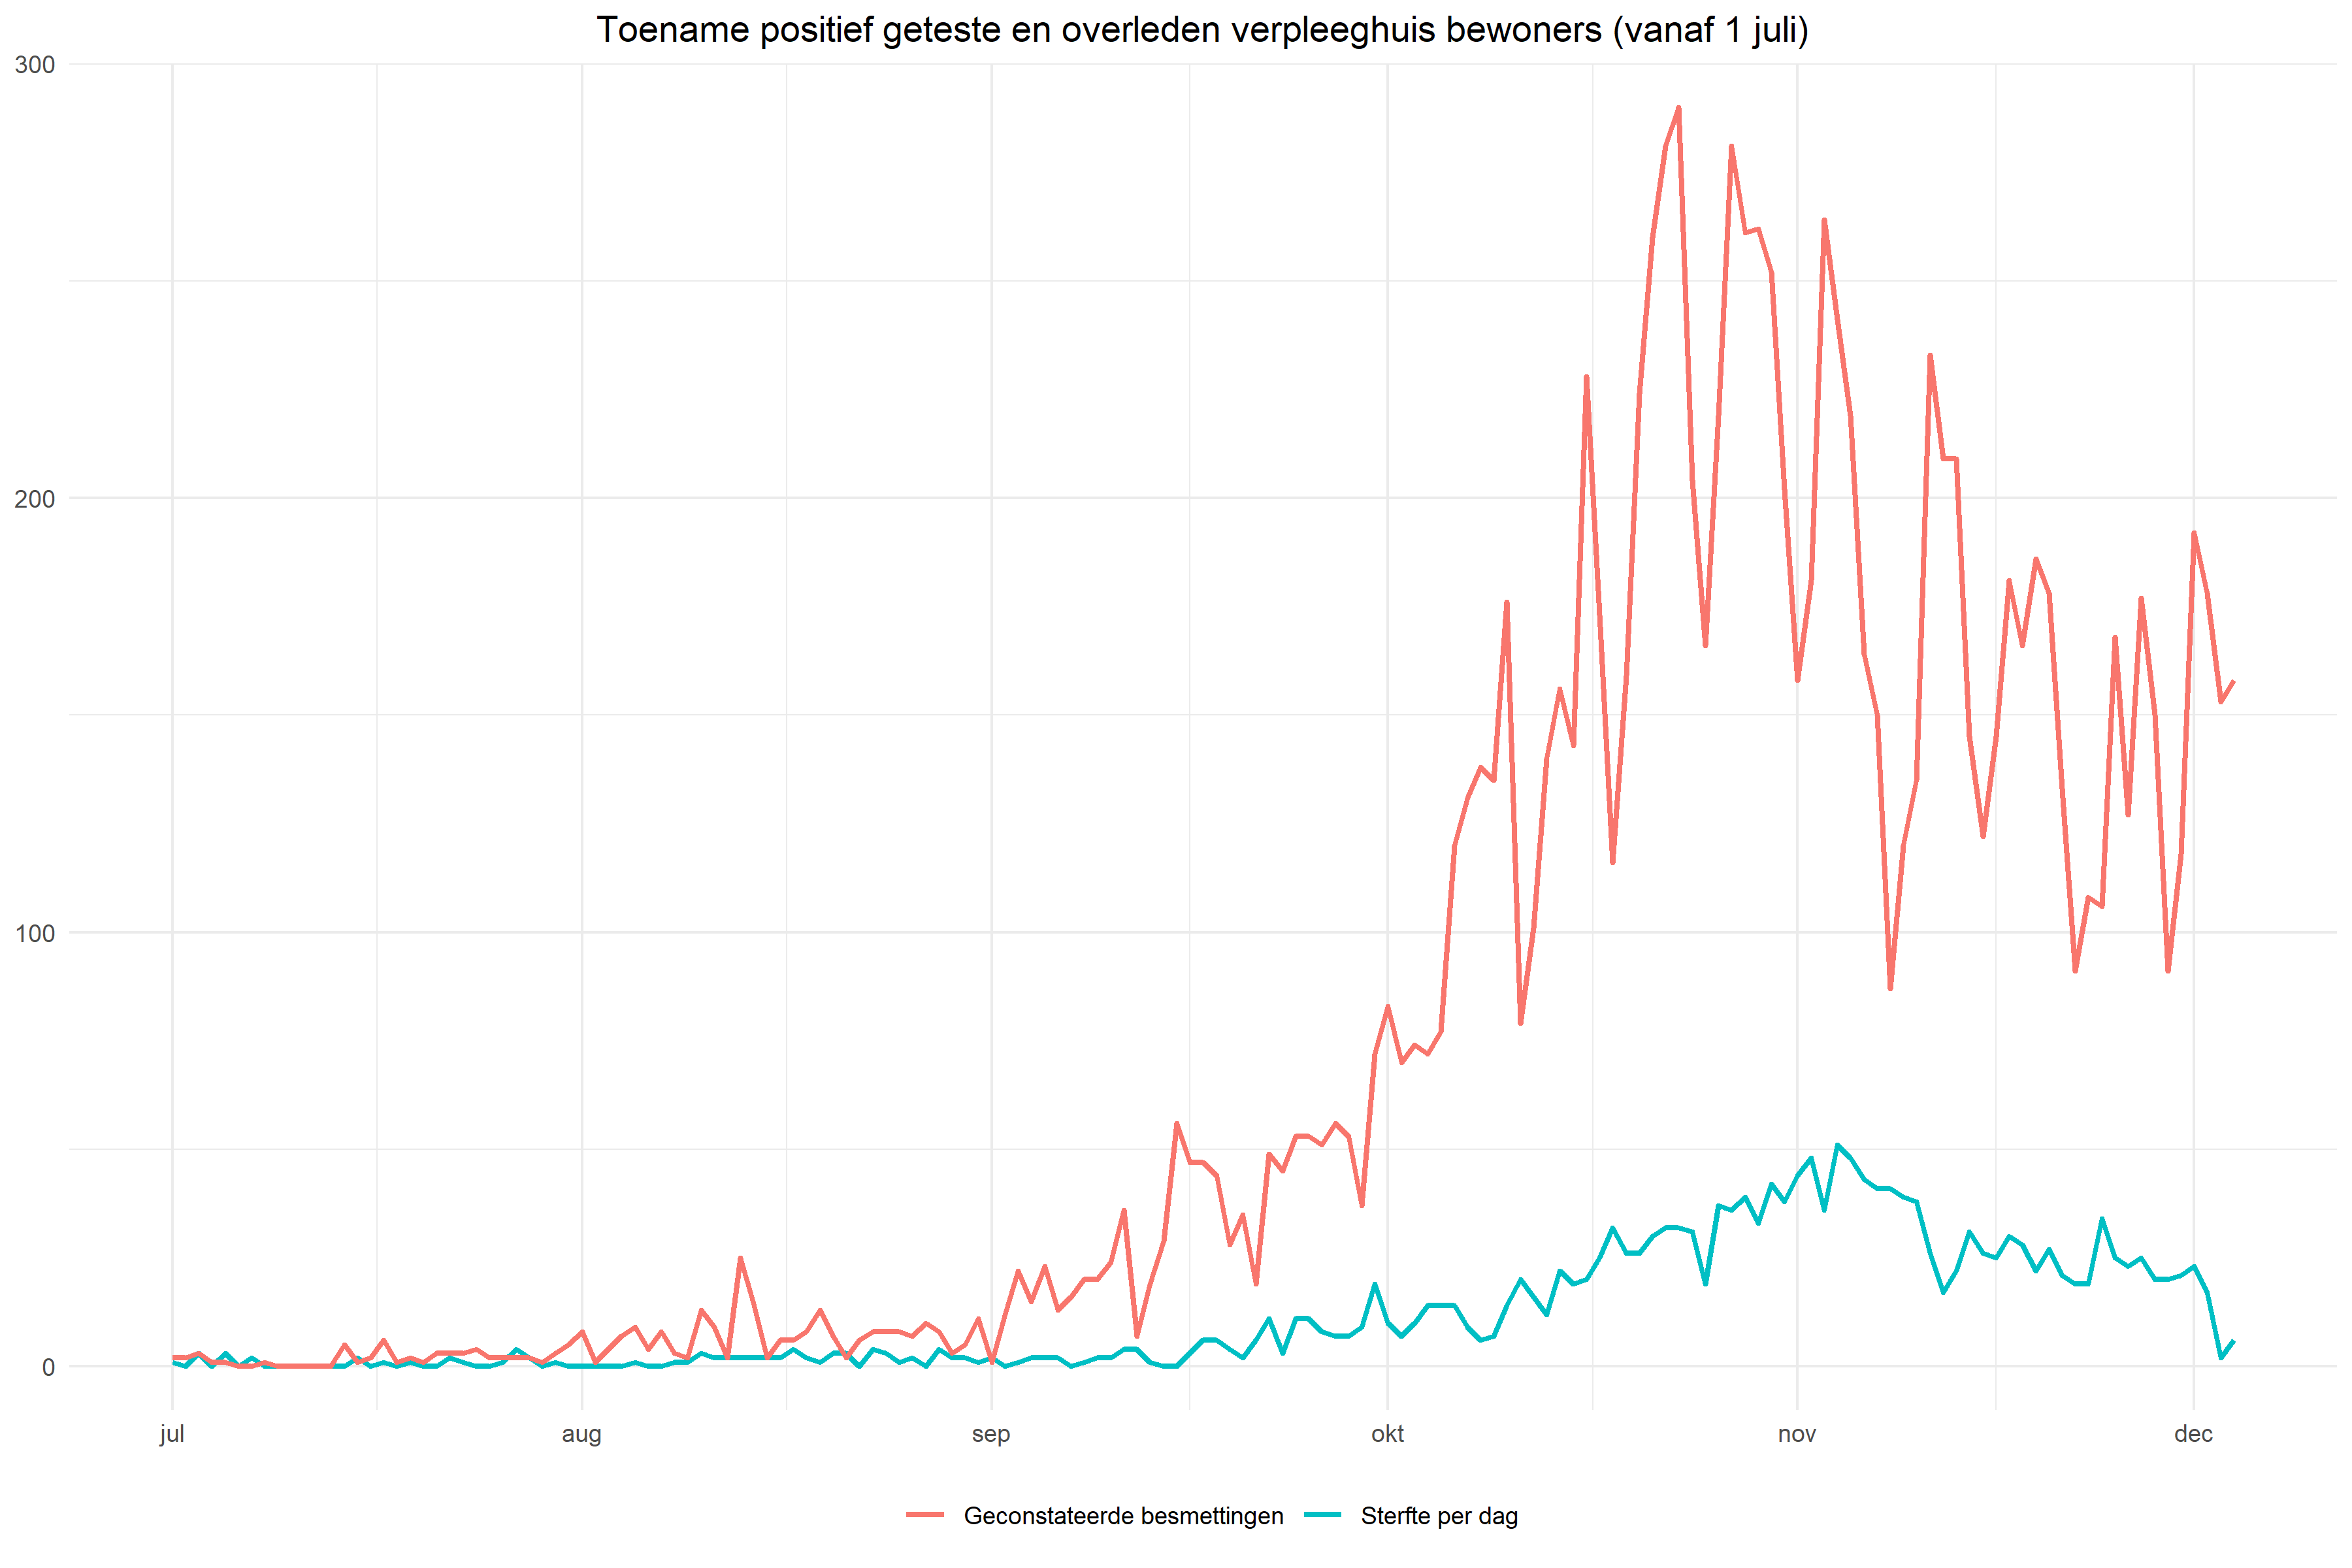 Toename positief geteste en overleden verpleeghuis bewoners (vanaf 1 juli)
300
200
100
0
jul aug sep okt nov dec
Geconstateerde besmettingen Sterfte per dag